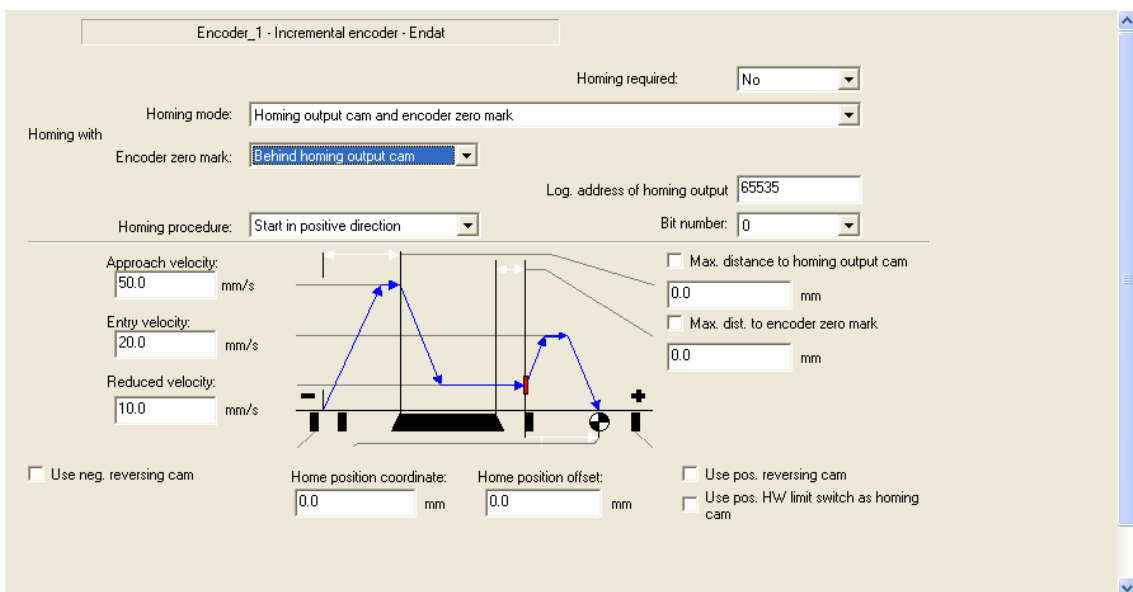 Encoder_1 - Incremental encoder - Endat
Homing required: No
Homing mode: Homing output cam and encoder zero mark
Homing with
Encoder zero mark: Behind homing output cam
Log. address of homing output 65535
Homing procedure: Start in positive direction Bit number: 0
Approach velocity:
50.0 mm/s
Max. distance to homing output cam
0.0 mm
Entry velocity:
20.0 mm/s
Max. dist. to encoder zero mark
0.0 mm
Reduced velocity:
10.0 mm/s
- +
Use neg. reversing cam
Home position coordinate:
0.0 mm
Home position offset:
0.0 mm
Use pos. reversing cam
Use pos. HW limit switch as homing
cam